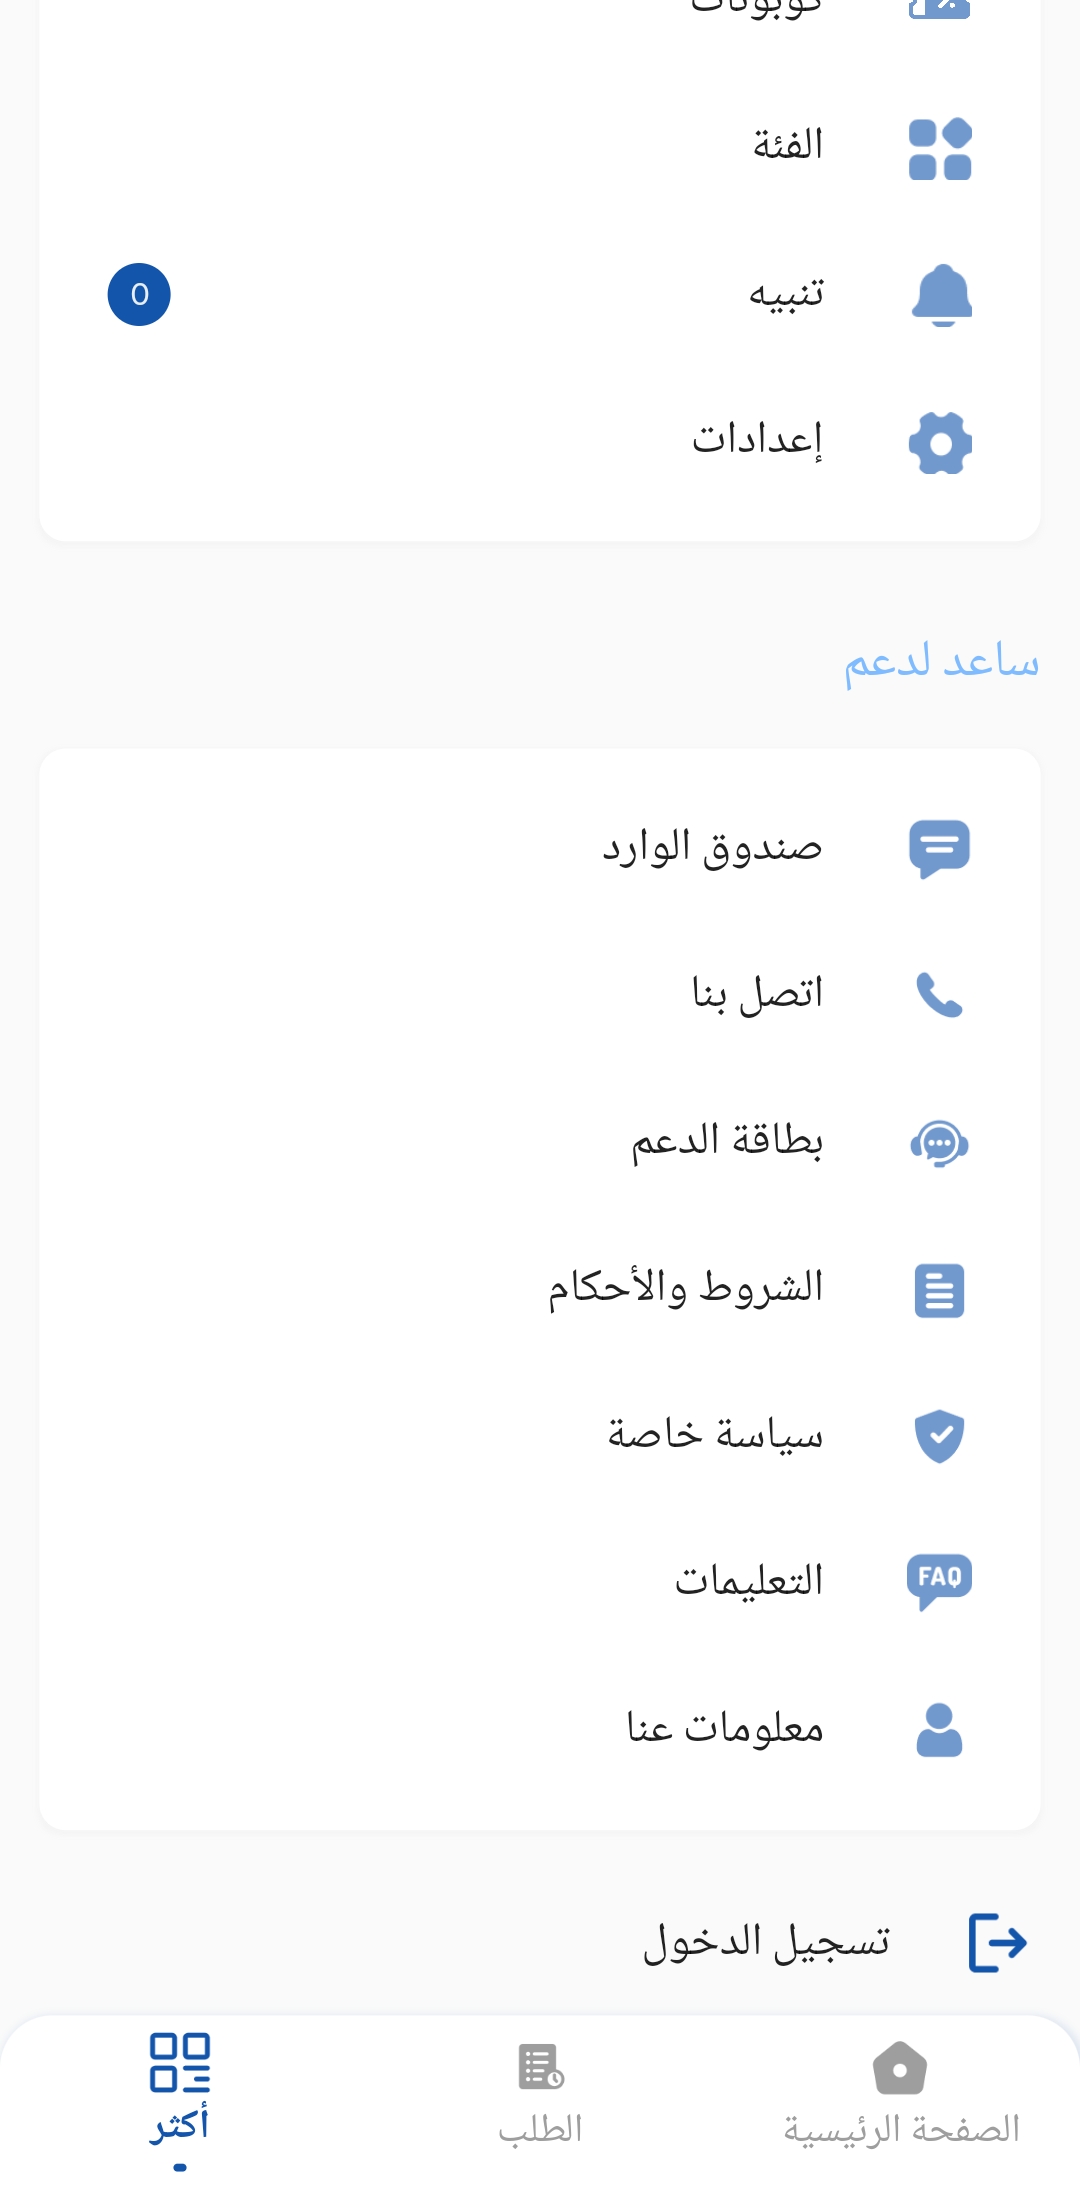 كوبونات
الفئة
تنبيه
0
إعدادات
ساعد لدعم
صندوق الوارد
اتصل بنا
بطاقة الدعم
الشروط والأحكام
سياسة خاصة
FAQ
التعليمات
معلومات عنا
تسجيل الدخول
الصفحة الرئيسية
الطلب
أكثر